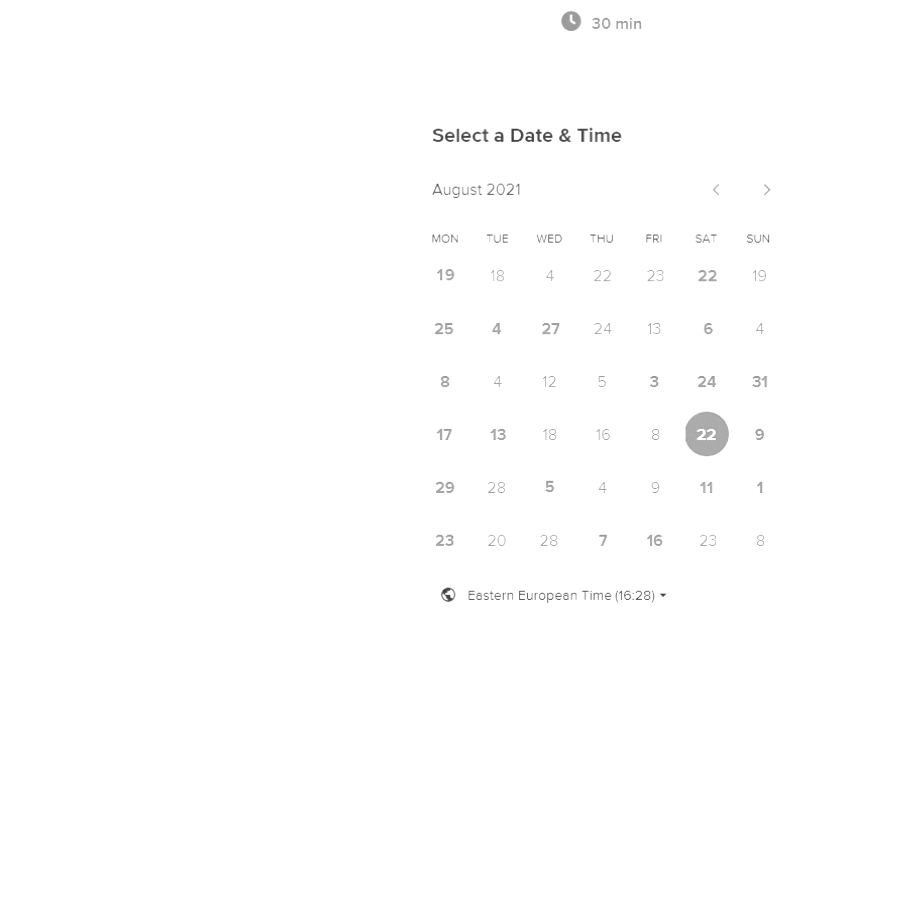 30 min
Select a Date & Time
August 2021
MON TUE WED THU FRI SAT SUN
19 18 4 22 23 22 19
25 4 27 24 13 6 4
8 4 12 5 3 24 31
17 13 18 16 8 22 9
29 28 5 4 9 11 1
23 20 28 7 16 23 8
Eastern European Time (16:28)